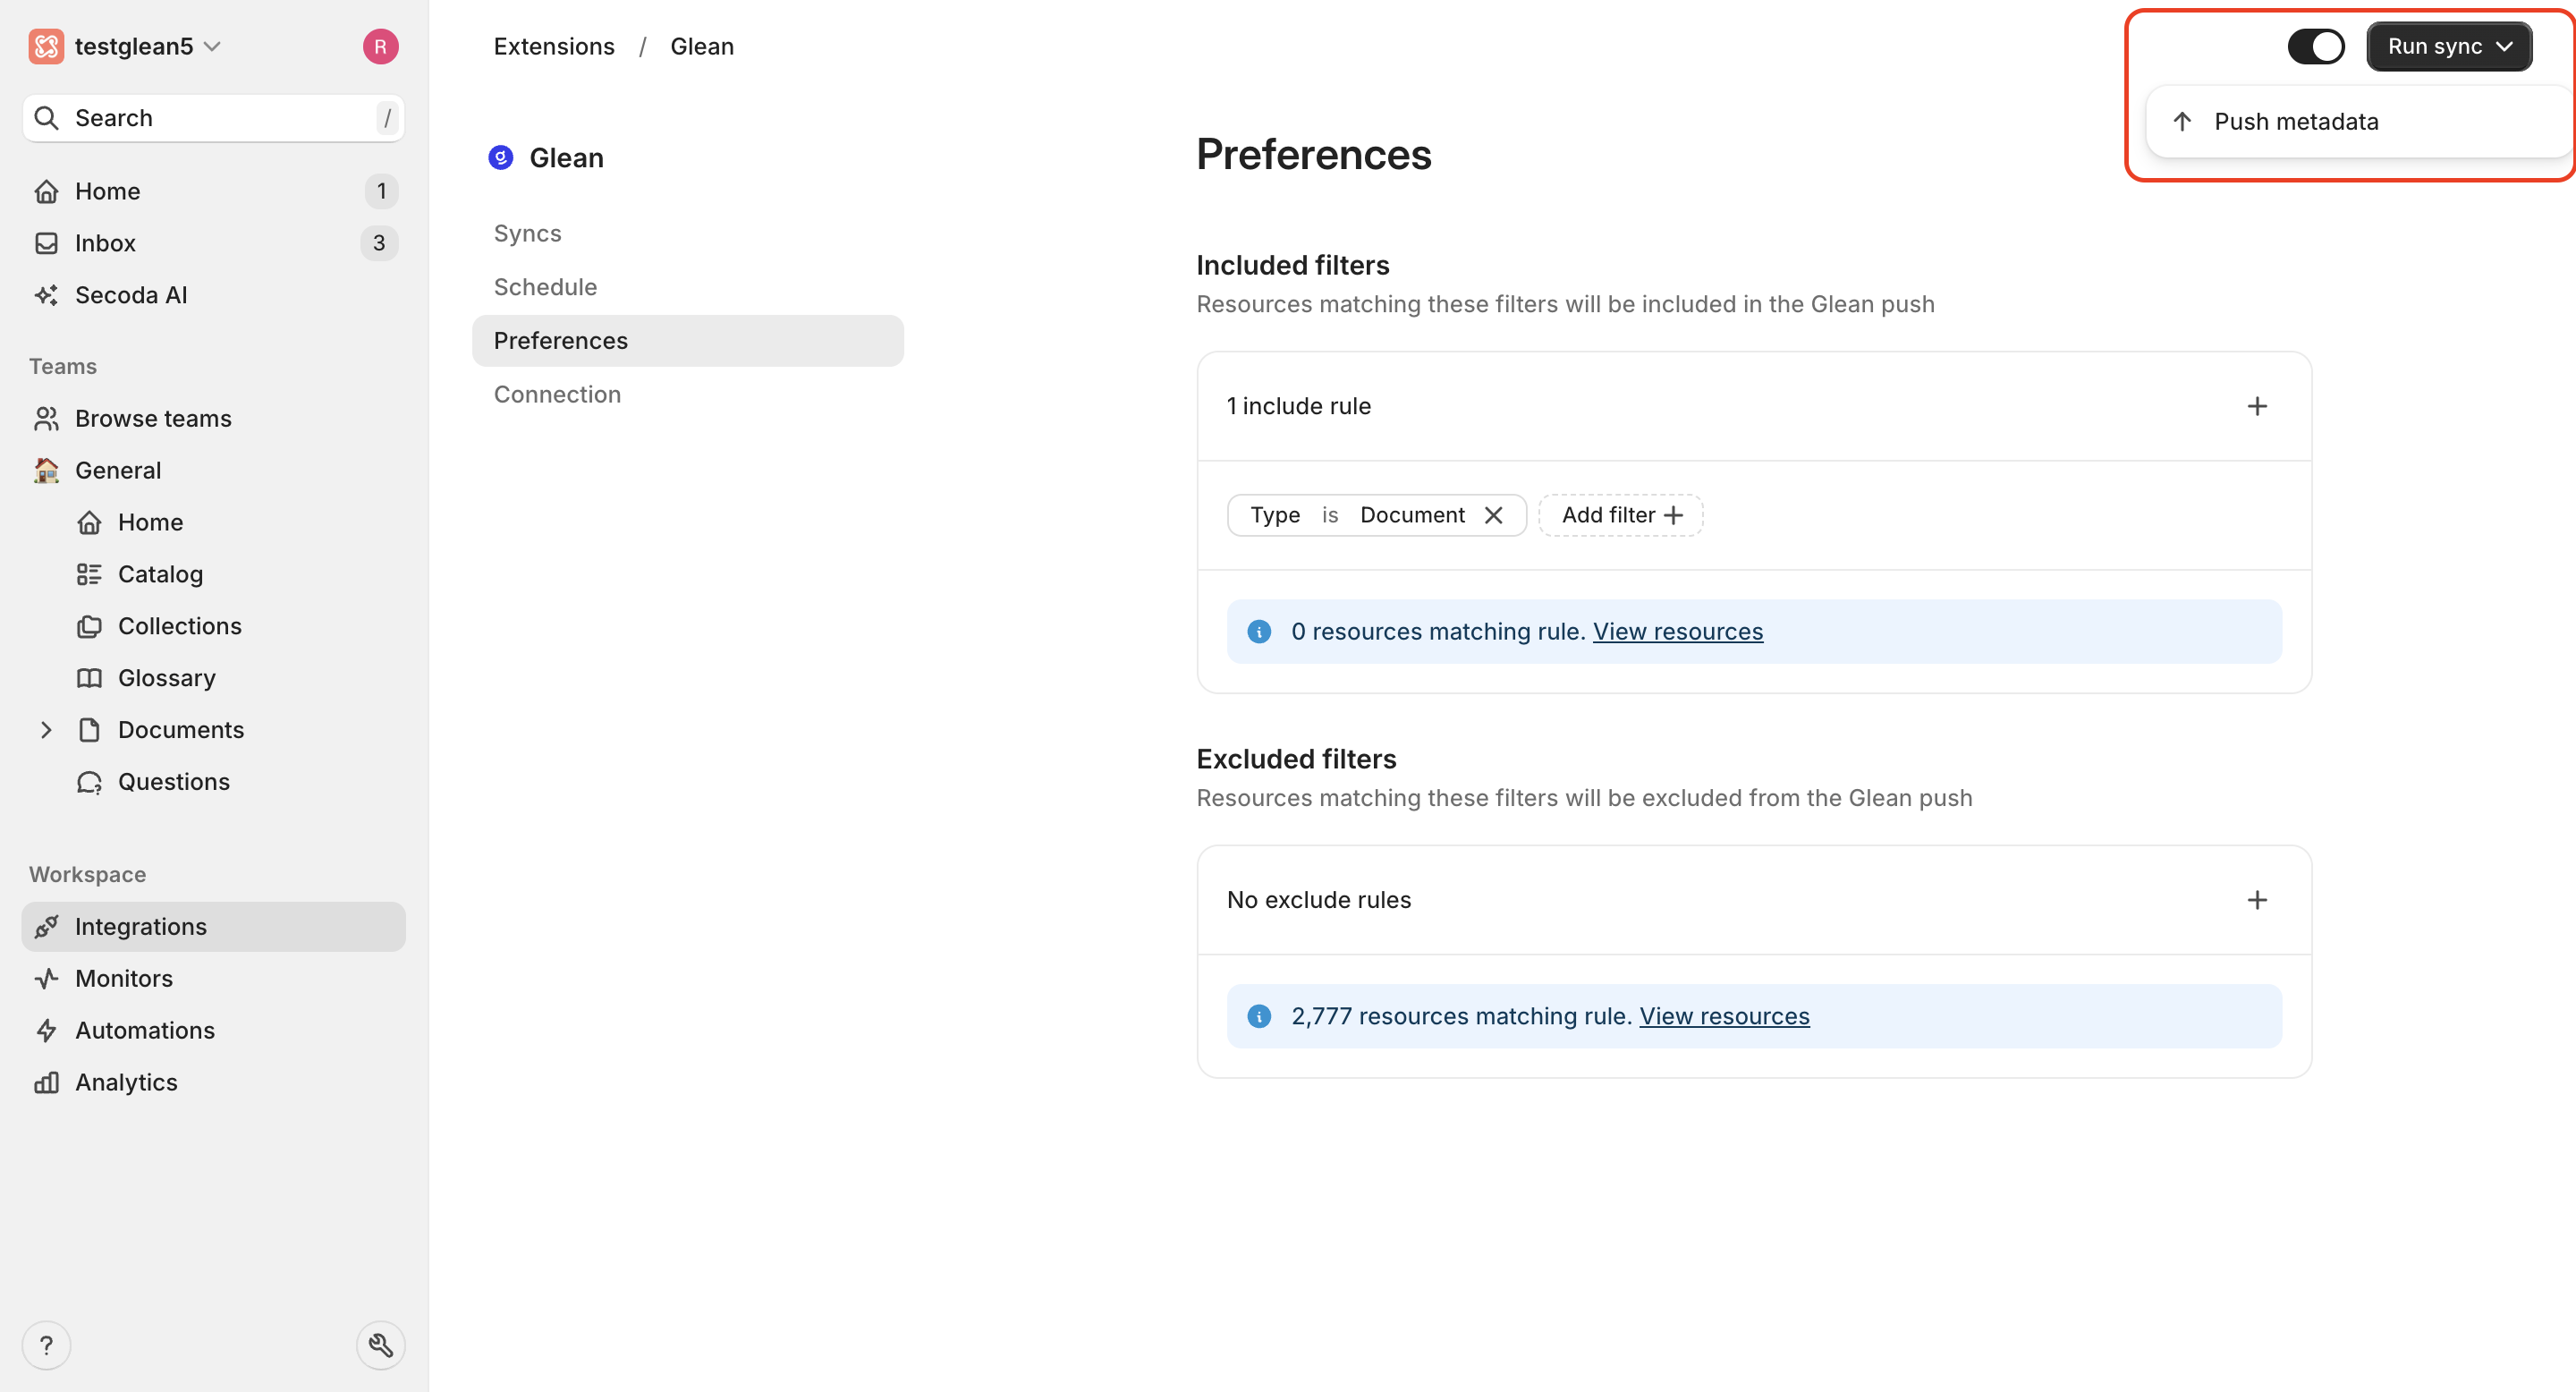 testglean5
R
Search
/
Home
1
Inbox
3
Secoda AI
Teams
Browse teams
General
Home
Catalog
Collections
Glossary
Documents
Questions
Workspace
Integrations
Monitors
Automations
Analytics
?
Extensions / Glean
Run sync
Push metadata
Glean
Syncs
Schedule
Preferences
Connection
Preferences
Included filters
Resources matching these filters will be included in the Glean push
1 include rule
Type is Document
Add filter
0 resources matching rule. View resources
Excluded filters
Resources matching these filters will be excluded from the Glean push
No exclude rules
2,777 resources matching rule. View resources